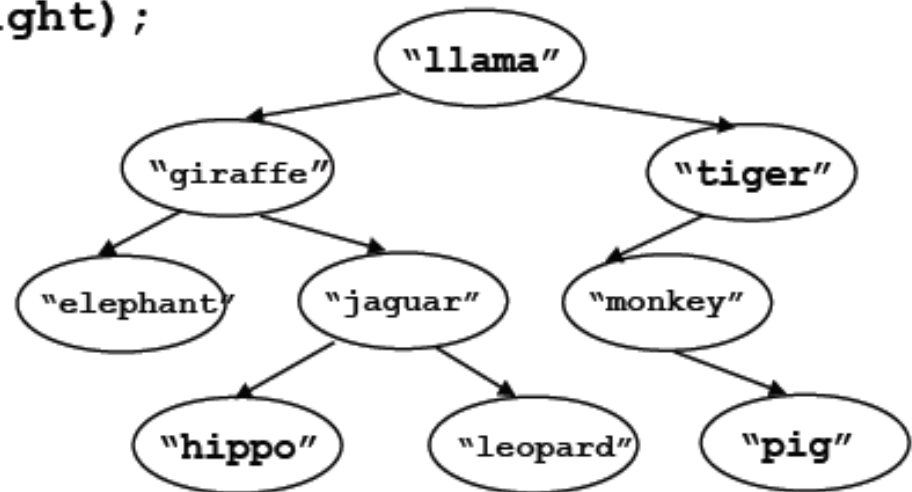 ght);
“llama”
“giraffe” “tiger”
“elephant” “jaguar” “monkey”
“hippo” “leopard” “pig”